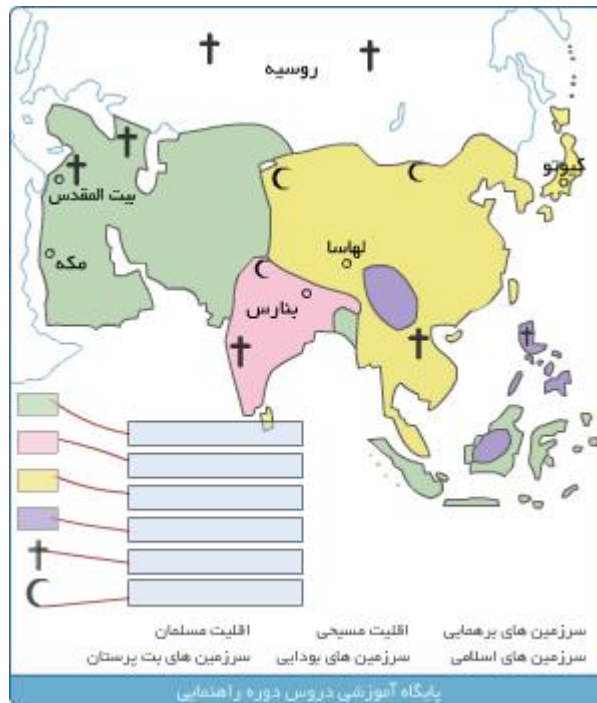 روسیه
کیوتو
بیت المقدس
لهاسا
مکه
بنارس
سرزمین های برهمایی اقلیت مسیحی اقلیت مسلمان
سرزمین های اسلامی سرزمین های بودایی سرزمین های بت پرستان
پایگاه آموزشی دروس دوره راهنمایی